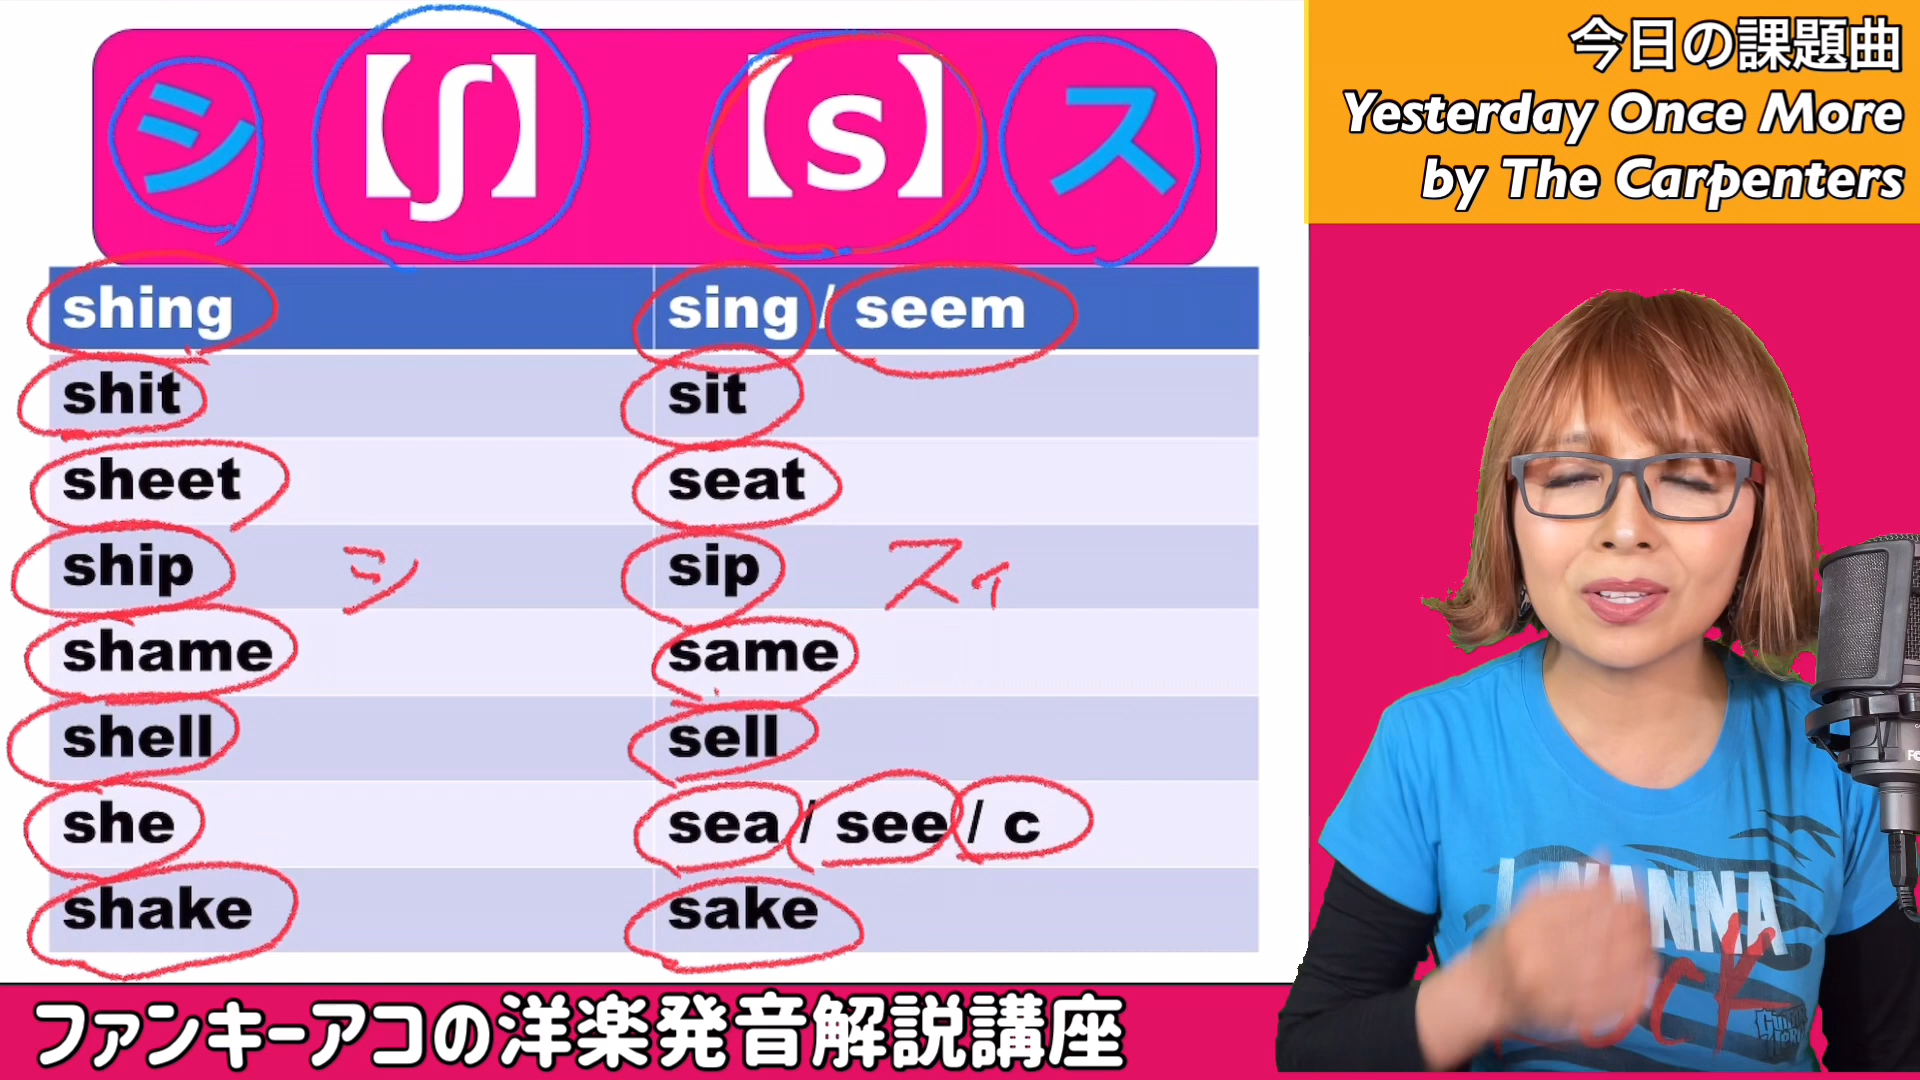 シ 【ʃ】 【s】 ス
shing sing / seem
shit sit
sheet seat
ship シ sip スィ
shame same
shell sell
she sea / see / c
shake sake
今日の課題曲
Yesterday Once More
by The Carpenters
I WANNA
ファンキーアコの洋楽発音解説講座